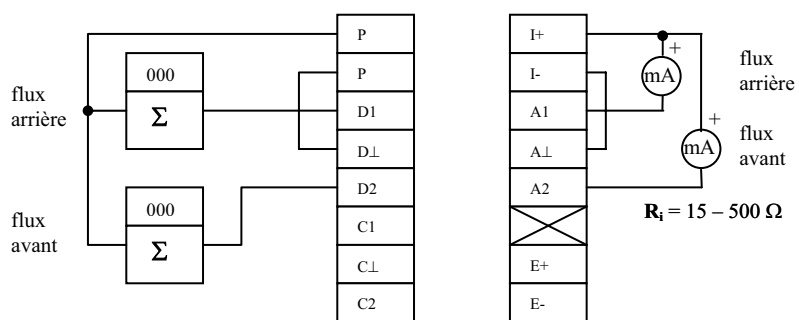 flux
arrière
flux
avant
000
Σ
000
Σ
P
P
D1
D⊥
D2
C1
C⊥
C2
I+
I-
A1
A⊥
A2
E+
E-
+
mA
+
mA
flux
arrière
flux
avant
Ri = 15 – 500 Ω